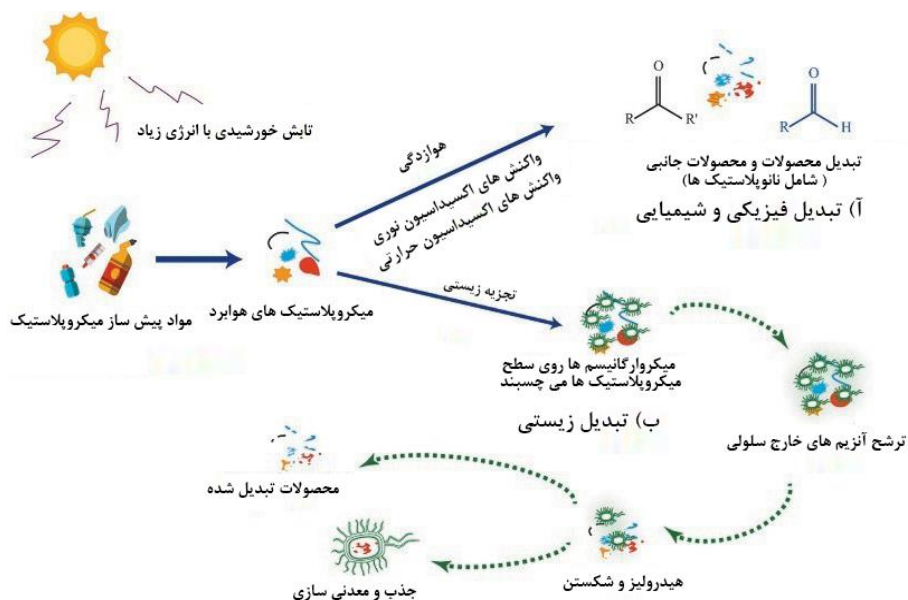 تابش خورشیدی با انرژی زیاد
مواد پیش ساز میکروپلاستیک
میکروپلاستیک های هوابرد
هوازدگی
واکنش های اکسیداسیون نوری
واکنش های اکسیداسیون حرارتی
O
R
R'
O
R
H
تبدیل محصولات و محصولات جانبی
( شامل نانوپلاستیک ها)
آ) تبدیل فیزیکی و شیمیایی
تجزیه زیستی
میکروارگانیسم ها روی سطح
میکروپلاستیک ها می چسبند
ب) تبدیل زیستی
ترشح آنزیم های خارج سلولی
محصولات تبدیل شده
هیدرولیز و شکستن
جذب و معدنی سازی